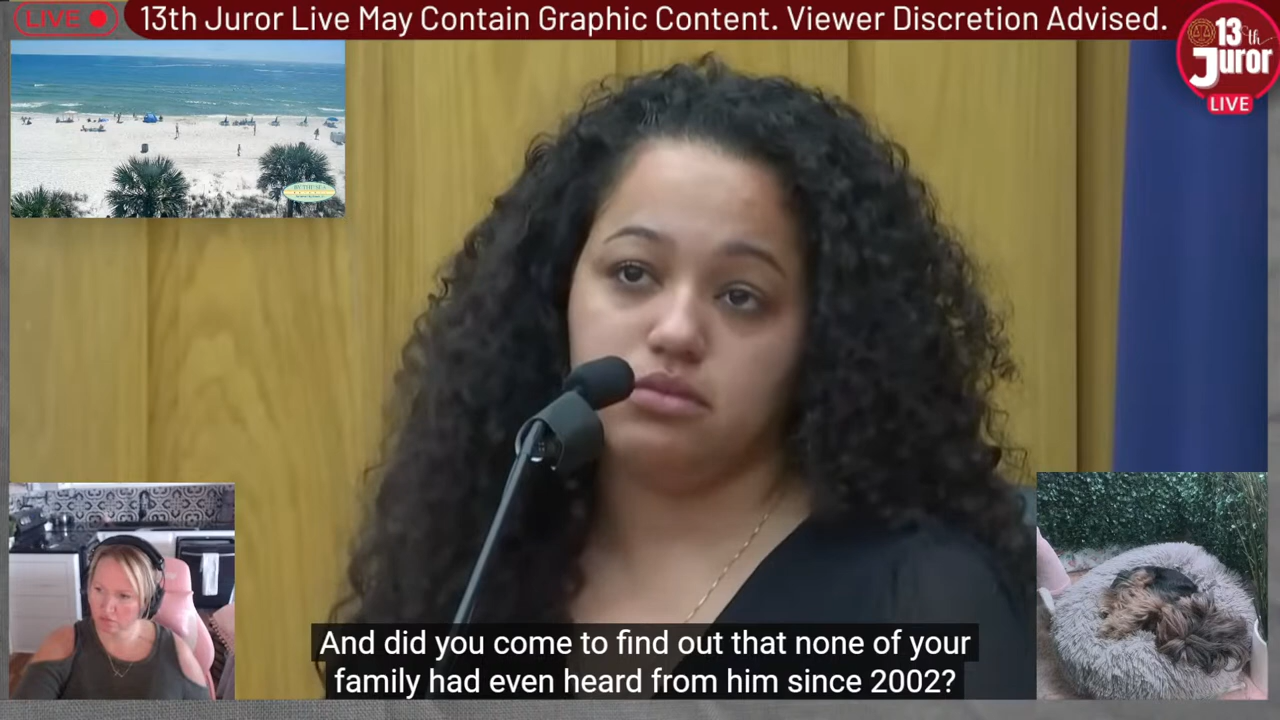 LIVE
13th Juror Live May Contain Graphic Content. Viewer Discretion Advised.
13th
Juror
LIVE
And did you come to find out that none of your
family had even heard from him since 2002?